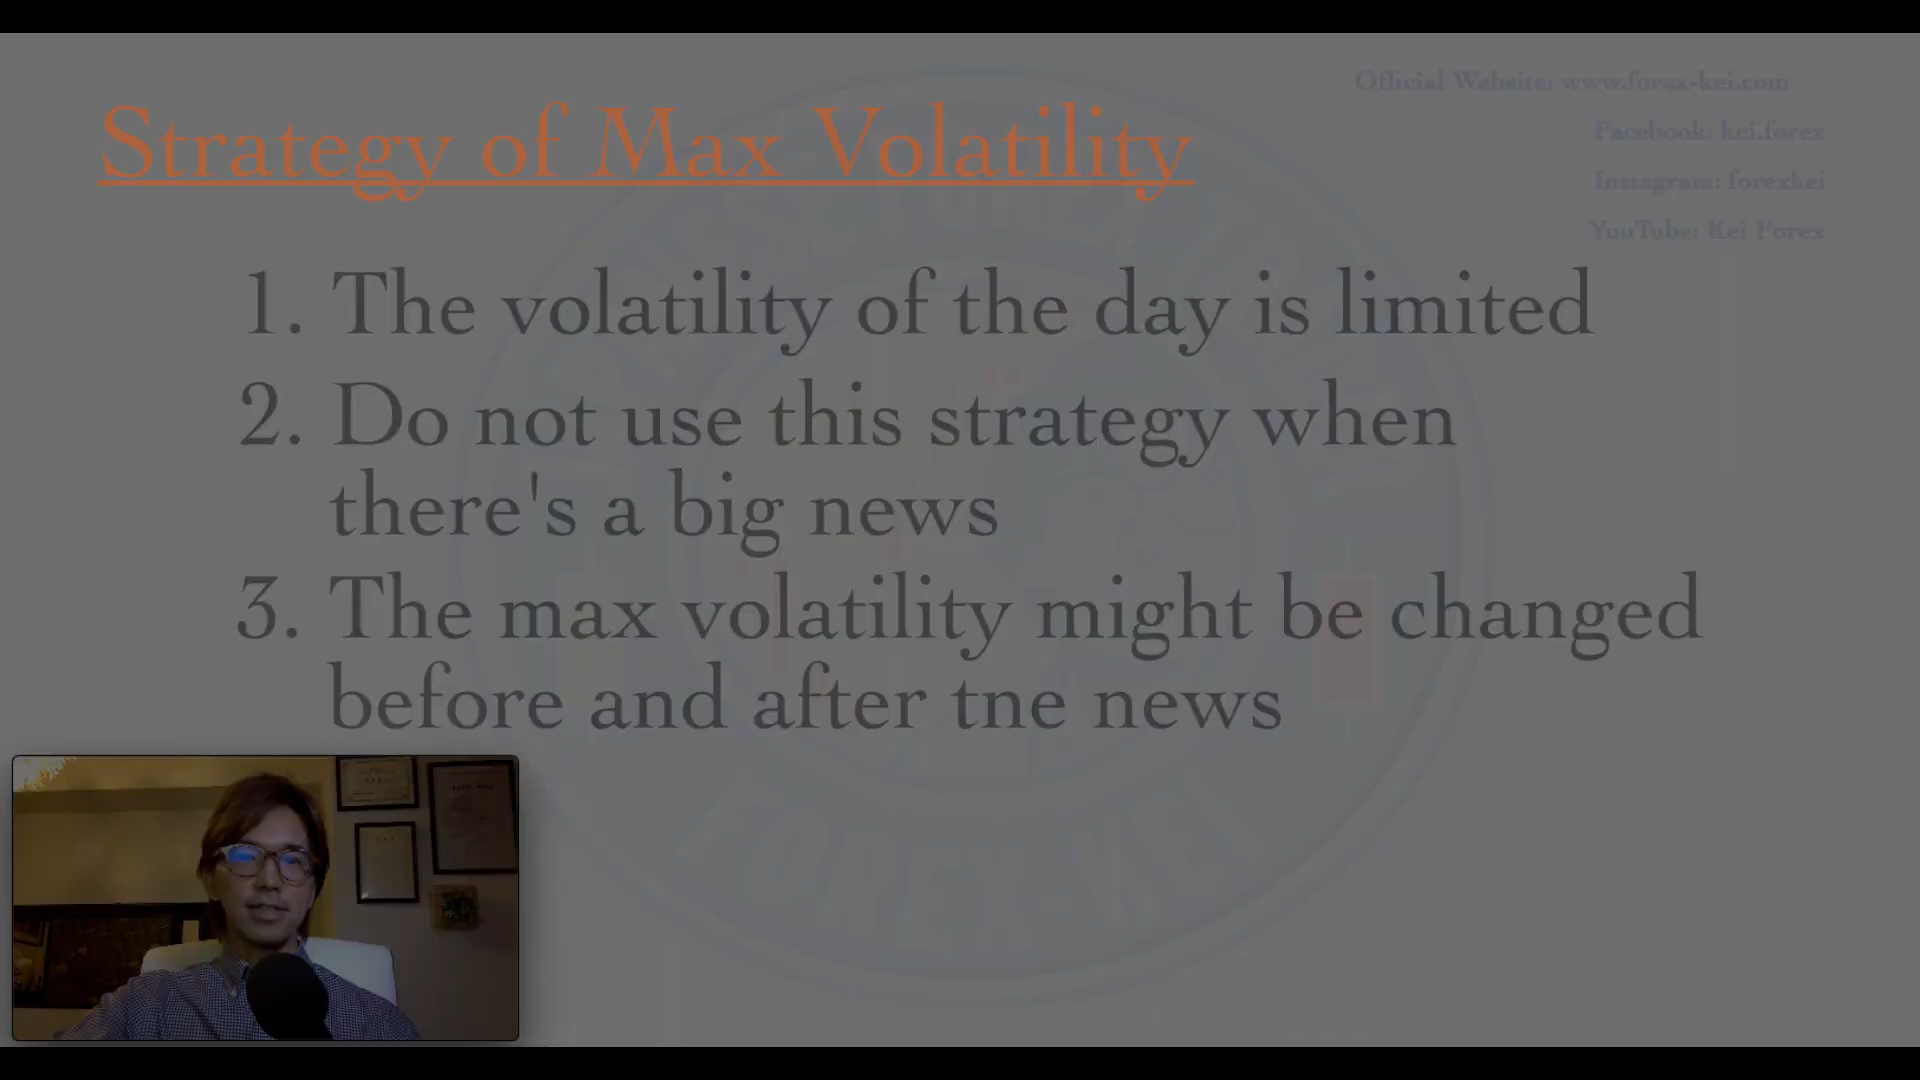 Official Website: www.forex-kei.com
Strategy of Max Volatility
Facebook: kei.forex
Instagram: forexkei
YouTube: Kei Forex
1. The volatility of the day is limited
2. Do not use this strategy when
there's a big news
3. The max volatility might be changed
before and after tne news
FOREX KEI